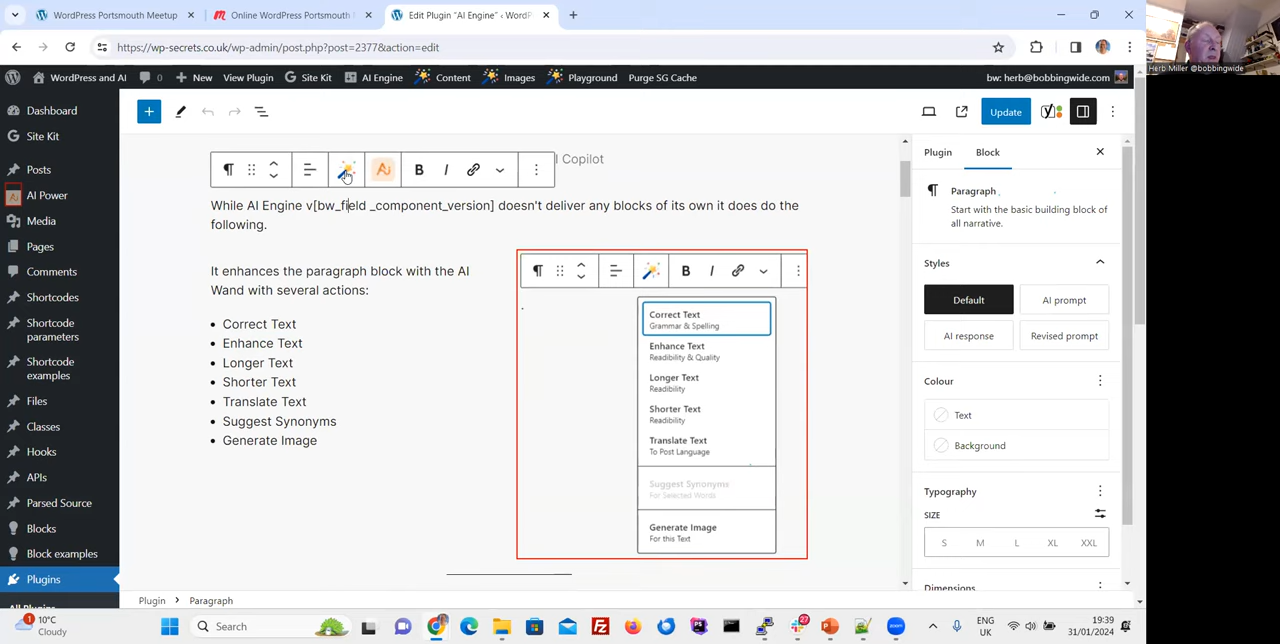 WordPress Portsmouth Meetup
Online WordPress Portsmouth
Edit Plugin "AI Engine" ‹ WordP
https://wp-secrets.co.uk/wp-admin/post.php?post=2377&action=edit
Herb Miller @bobbingwide
WordPress and AI
0
New
View Plugin
Site Kit
AI Engine
Content
Images
Playground
Purge SG Cache
bw: herb@bobbingwide.com
Dashboard
Site Kit
Posts
AI Power
Media
Pages
Comments
Shortcodes
Shortcode
parameters
Shortcode
examples
Files
Classes
Hooks
APIs
Parsed Source
Blocks
Block examples
Plugins
Update
I Copilot
B
I
While AI Egnine v[bw_field _component_version] doesn't deliver any blocks of its own it does do the
following.
It enhances the paragraph block with the AI
Wand with several actions:
Correct Text
Enhance Text
Longer Text
Shorter Text
Translate Text
Suggest Synonyms
Generate Image
B
I
Correct Text
Grammar & Spelling
Enhance Text
Readibility & Quality
Longer Text
Readibility
Shorter Text
Readibility
Translate Text
To Post Language
Suggest Synonyms
For Selected Words
Generate Image
For this Text
Plugin
Block
Paragraph
Start with the basic building block of
all narrative.
Styles
Default
AI prompt
AI response
Revised prompt
Colour
Text
Background
Typography
SIZE
S
M
L
XL
XXL
Dimensions
Plugin
Paragraph
1
10°C
Cloudy
Search
27
ENG
UK
19:39
31/01/2024